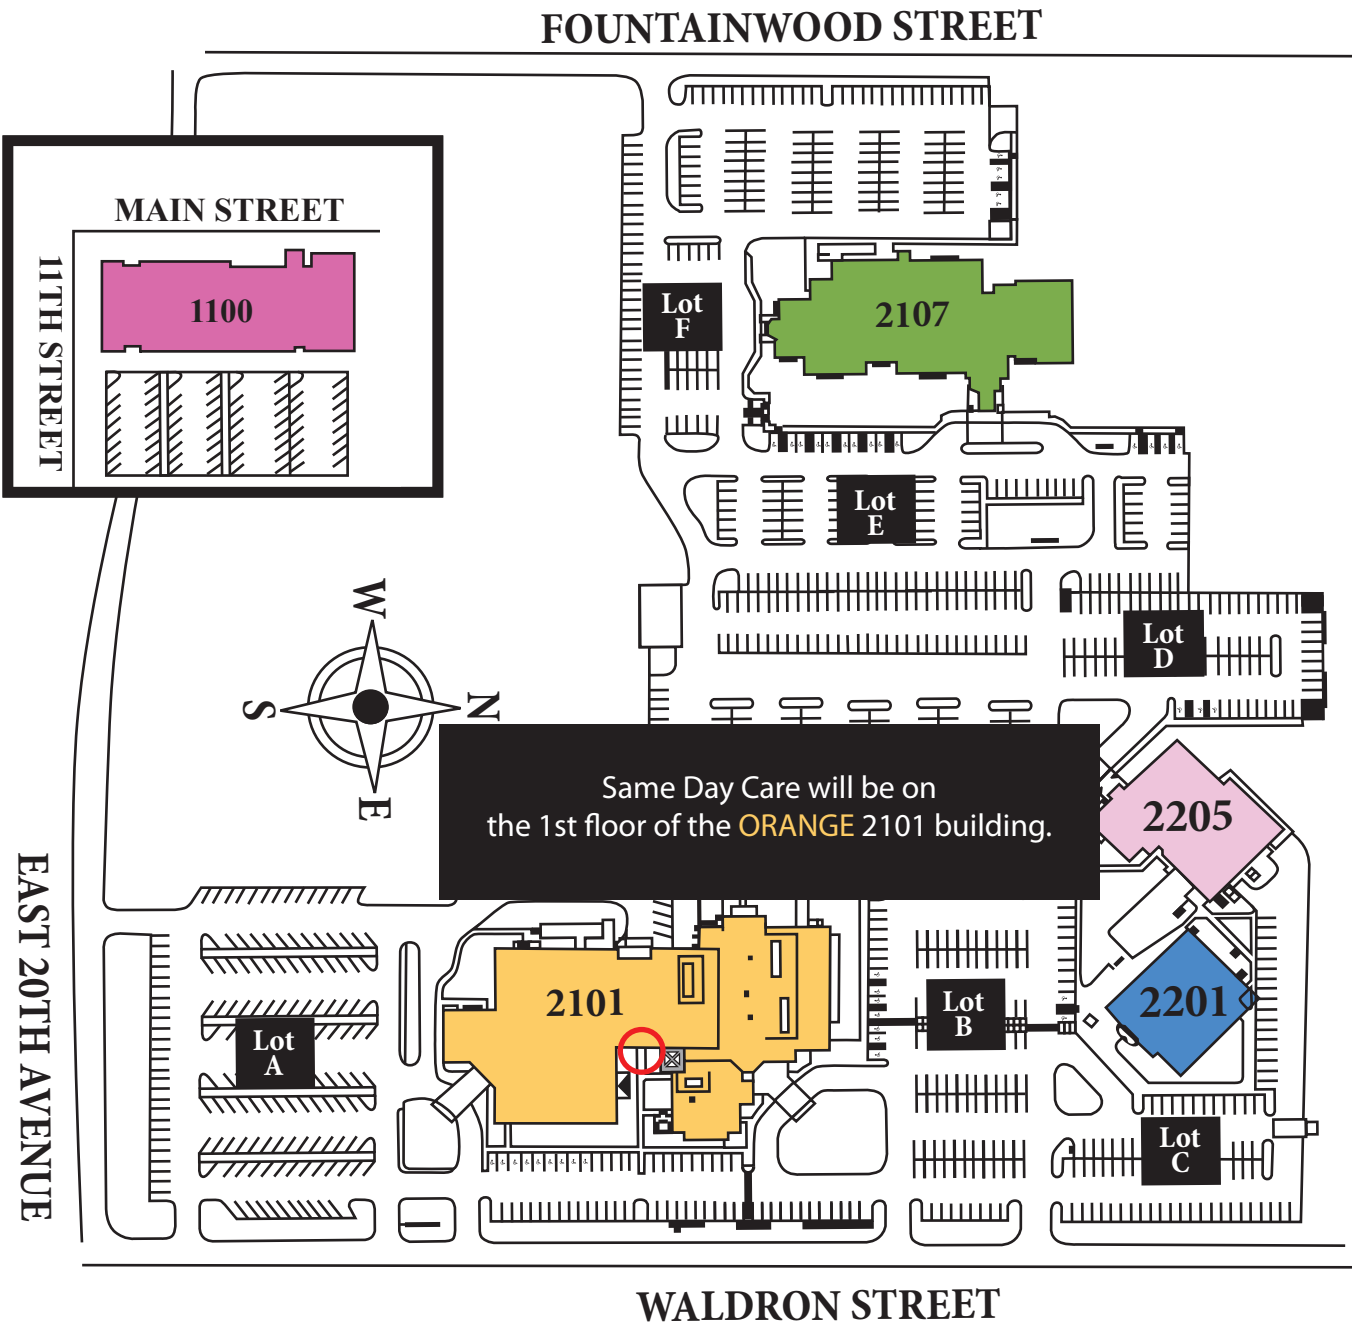 FOUNTAINWOOD STREET
MAIN STREET
11TH STREET
1100
Lot
F
2107
Lot
E
Lot
D
W
S
N
E
Same Day Care will be on
the 1st floor of the ORANGE 2101 building.
2205
EAST 20TH AVENUE
2101
Lot
A
Lot
B
2201
Lot
C
WALDRON STREET